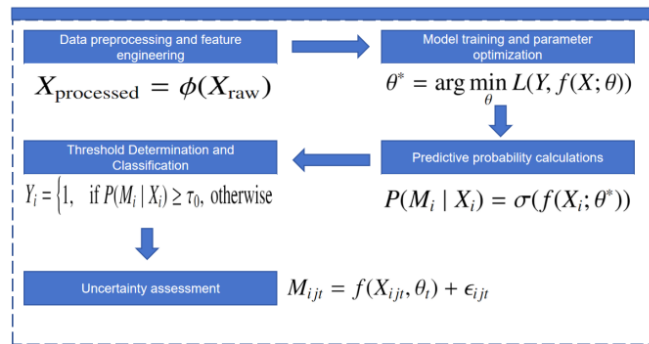 Data preprocessing and feature
engineering
X_processed = ϕ(X_raw)
Model training and parameter
optimization
θ* = arg min_θ L(Y, f(X; θ))
Predictive probability calculations
P(M_i | X_i) = σ(f(X_i; θ*))
Threshold Determination and
Classification
Y_i = {1, if P(M_i | X_i) ≥ τ_0, otherwise
Uncertainty assessment
M_ijt = f(X_ijt, θ_t) + ϵ_ijt